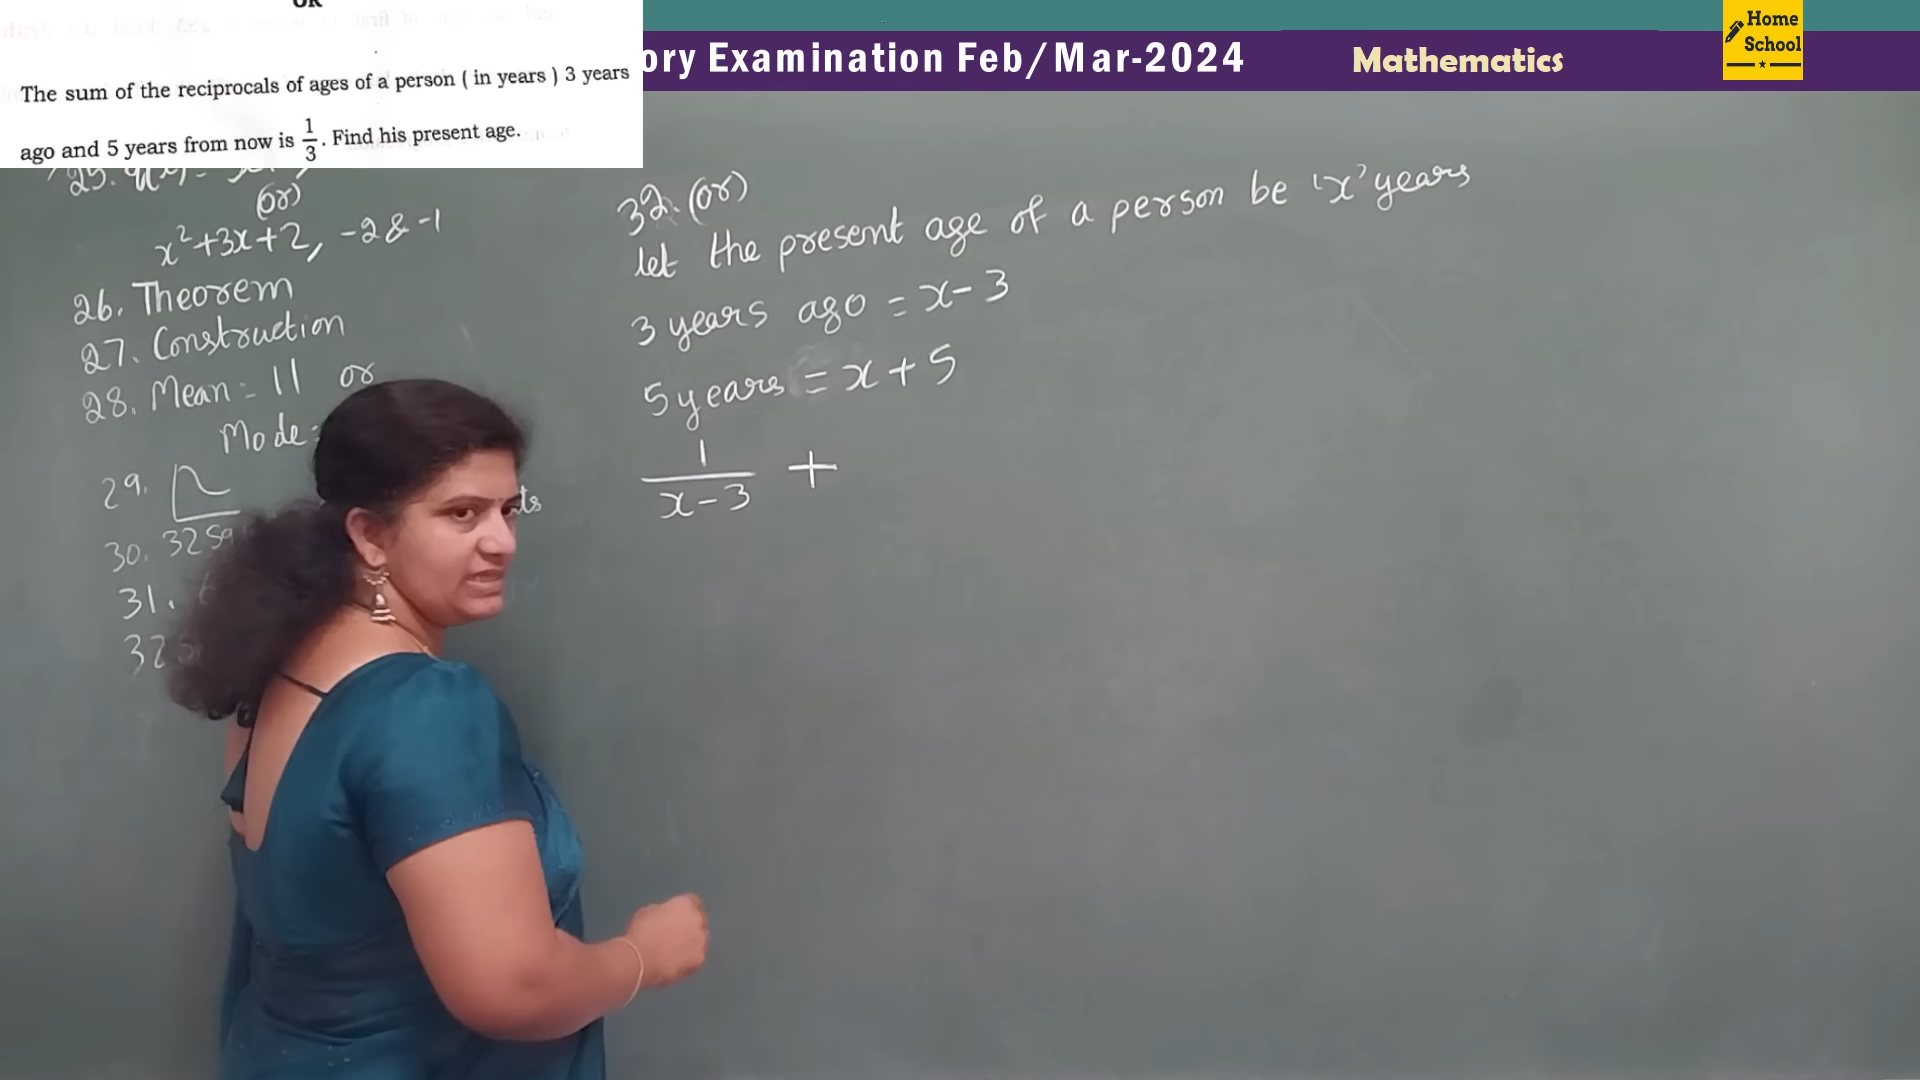 OR
The sum of the reciprocals of ages of a person ( in years ) 3 years
ago and 5 years from now is 1/3. Find his present age.
ory Examination Feb/Mar-2024
Mathematics
Home
School
25.
(or)
x²+3x+2, -2 & -1
26. Theorem
27. Construction
28. Mean = 11 or
Mode:
29.
30. 32 Sq
31.
32
ts
32. (or)
let the present age of a person be 'x' years
3 years ago = x-3
5 years = x+5
1/(x-3) +